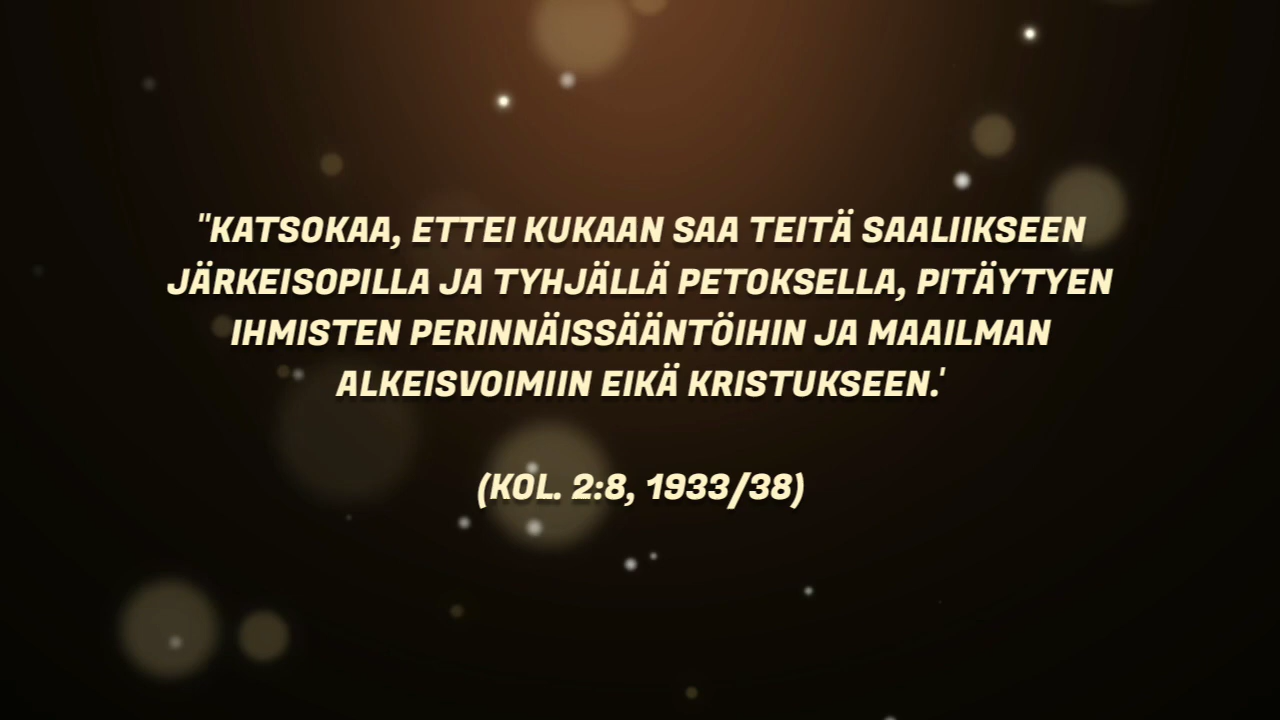 "KATSOKAA, ETTEI KUKAAN SAA TEITÄ SAALIIKSEEN
JÄRKEISOPILLA JA TYHJÄLLÄ PETOKSELLA, PITÄYTYEN
IHMISTEN PERINNÄISSÄÄNTÖIHIN JA MAAILMAN
ALKEISVOIMIIN EIKÄ KRISTUKSEEN.'
(KOL. 2:8, 1933/38)